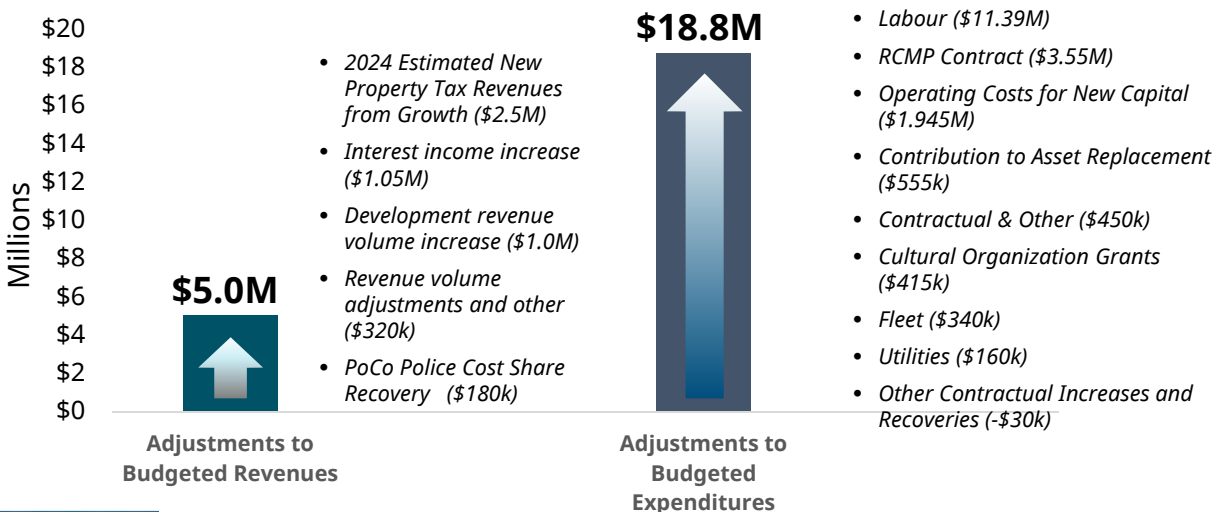 Millions
$20
$18
$16
$14
$12
$10
$8
$6
$4
$2
$0
$5.0M
Adjustments to
Budgeted Revenues
• 2024 Estimated New
Property Tax Revenues
from Growth ($2.5M)
• Interest income increase
($1.05M)
• Development revenue
volume increase ($1.0M)
• Revenue volume
adjustments and other
($320k)
• PoCo Police Cost Share
Recovery ($180k)
$18.8M
Adjustments to
Budgeted
Expenditures
• Labour ($11.39M)
• RCMP Contract ($3.55M)
• Operating Costs for New Capital
($1.945M)
• Contribution to Asset Replacement
($555k)
• Contractual & Other ($450k)
• Cultural Organization Grants
($415k)
• Fleet ($340k)
• Utilities ($160k)
• Other Contractual Increases and
Recoveries (-$30k)